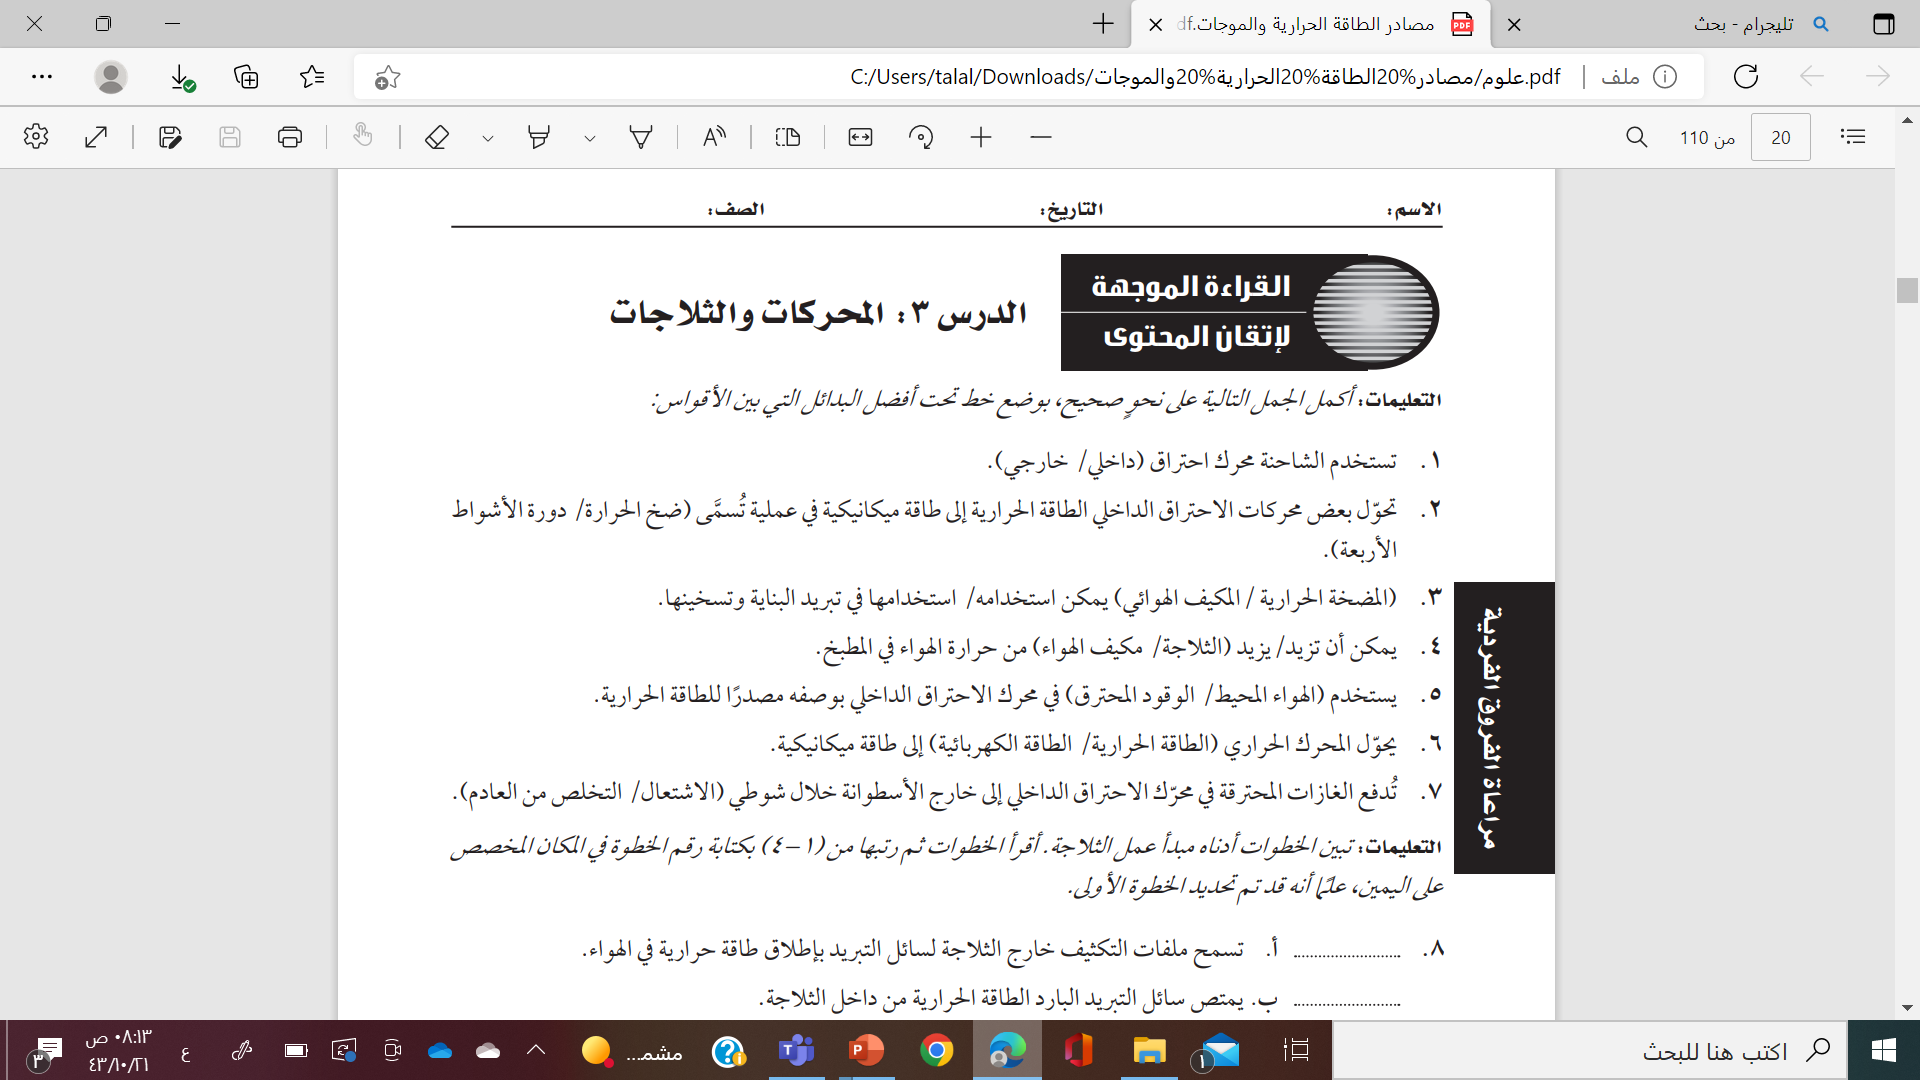 تليجرام - بحث
مصادر الطاقة الحرارية والموجات.df
ملف
C:/Users/talal/Downloads/علوم/مصادر%20الطاقة%20الحرارية%20والموجات.pdf
20
من 110
الاسم: التاريخ: الصف:
القراءة الموجهة
لإتقان المحتوى
الدرس ٣: المحركات والثلاجات
التعليمات: أكمل الجمل التالية على نحوٍ صحيح، بوضع خط تحت أفضل البدائل التي بين الأقواس:
١. تستخدم الشاحنة محرك احتراق (داخلي/ خارجي).
٢. تحوّل بعض محركات الاحتراق الداخلي الطاقة الحرارية إلى طاقة ميكانيكية في عملية تُسمَّى (ضخ الحرارة/ دورة الأشواط
الأربعة).
٣. (المضخة الحرارية / المكيف الهوائي) يمكن استخدامه/ استخدامها في تبريد البناية وتسخينها.
٤. يمكن أن تزيد/ يزيد (الثلاجة/ مكيف الهواء) من حرارة الهواء في المطبخ.
٥. يستخدم (الهواء المحيط/ الوقود المحترق) في محرك الاحتراق الداخلي بوصفه مصدرًا للطاقة الحرارية.
٦. يحوّل المحرك الحراري (الطاقة الحرارية/ الطاقة الكهربائية) إلى طاقة ميكانيكية.
٧. تُدفع الغازات المحترقة في محرّك الاحتراق الداخلي إلى خارج الأسطوانة خلال شوطي (الاشتعال/ التخلص من العادم).
مراعاة الفروق الفردية
التعليمات: تبين الخطوات أدناه مبدأ عمل الثلاجة. أقرأ الخطوات ثم رتبها من (١-٤) بكتابة رقم الخطوة في المكان المخصص
على اليمين، علمًا أنه قد تم تحديد الخطوة الأولى.
٨. ........................ أ. تسمح ملفات التكثيف خارج الثلاجة لسائل التبريد بإطلاق طاقة حرارية في الهواء.
........................ ب. يمتص سائل التبريد البارد الطاقة الحرارية من داخل الثلاجة.
اكتب هنا للبحث
١
مشم...
ع
٠٨:١٣ ص
٤٣/١٠/٢١
٣